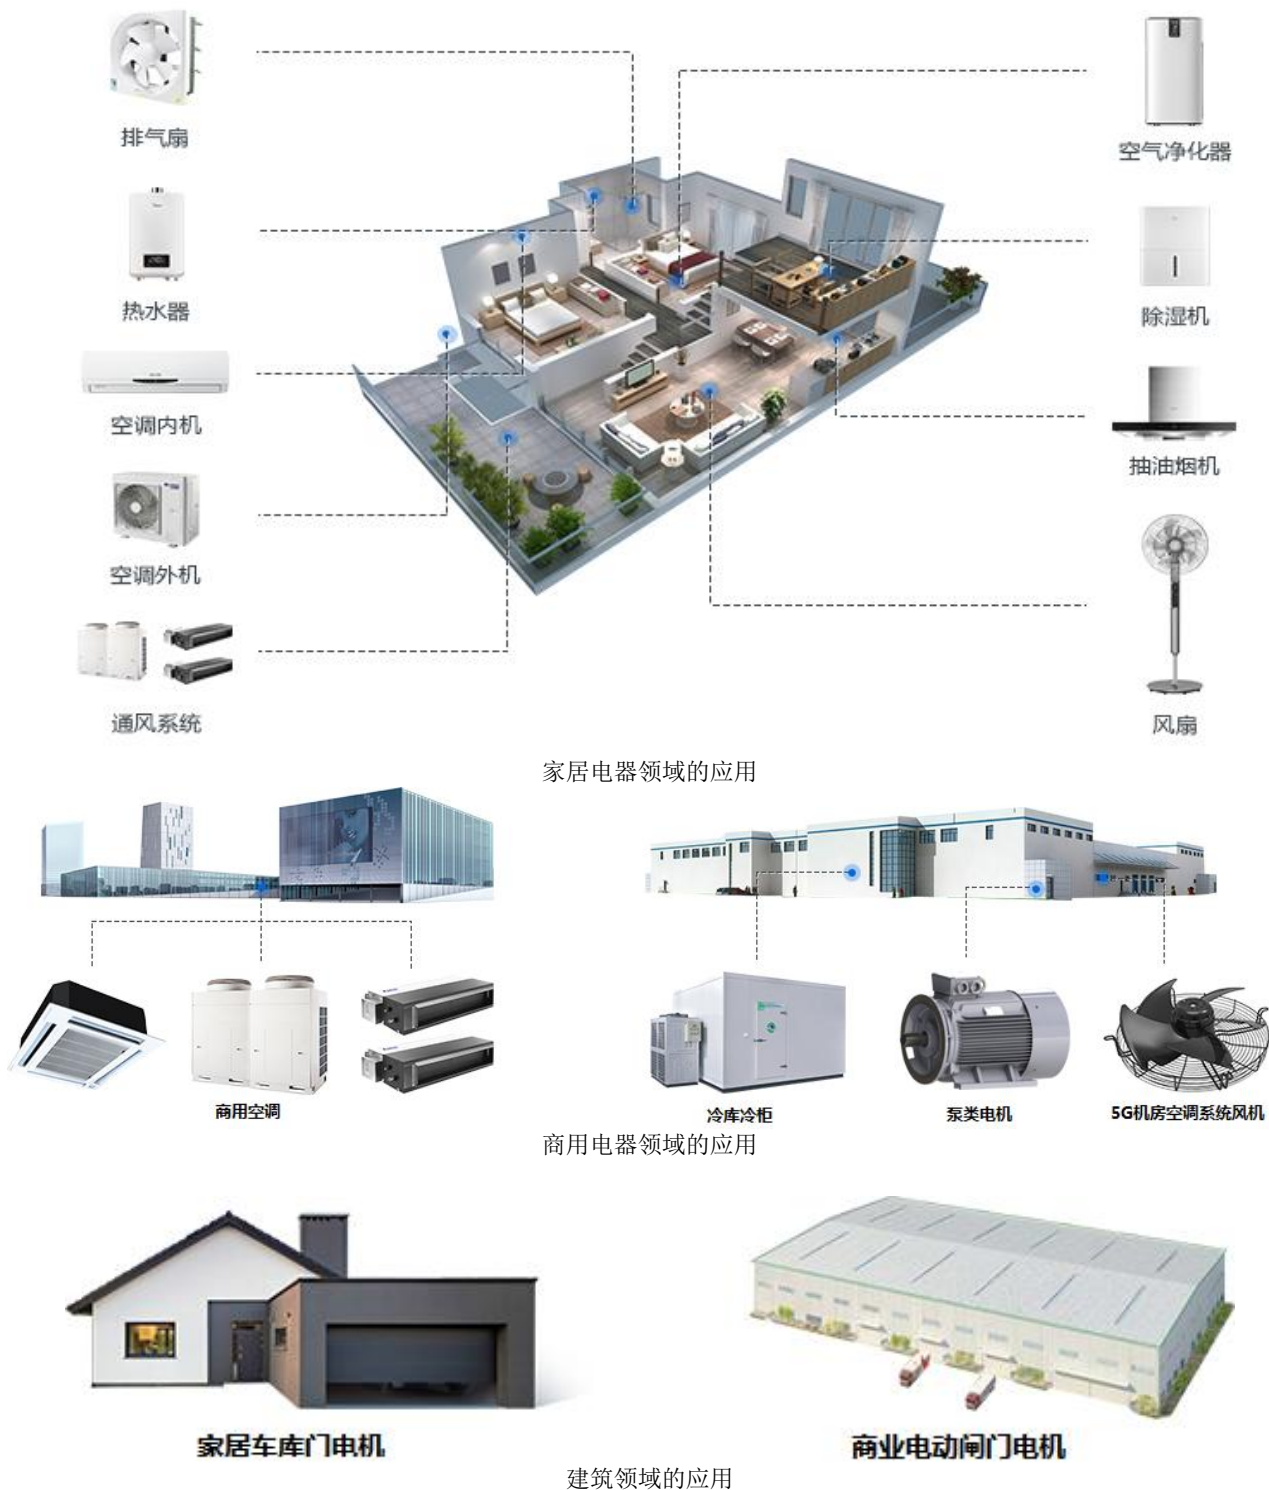 排气扇
空气净化器
热水器
除湿机
空调内机
抽油烟机
空调外机
通风系统
风扇
家居电器领域的应用
商用空调
冷库冷柜
泵类电机
5G机房空调系统风机
商用电器领域的应用
家居车库门电机
商业电动闸门电机
建筑领域的应用